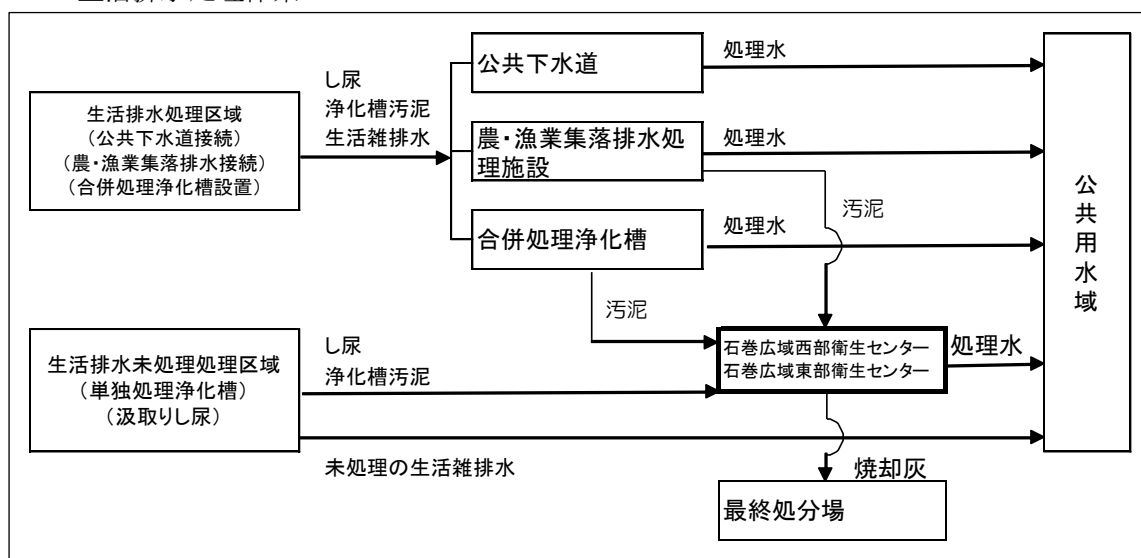 生活排水処理区域
（公共下水道接続）
（農・漁業集落排水接続）
（合併処理浄化槽設置）
し尿
浄化槽汚泥
生活雑排水
公共下水道
処理水
農・漁業集落排水処
理施設
処理水
汚泥
合併処理浄化槽
処理水
汚泥
公共用水域
生活排水未処理処理区域
（単独処理浄化槽）
（汲取りし尿）
し尿
浄化槽汚泥
石巻広域西部衛生センター
石巻広域東部衛生センター
処理水
未処理の生活雑排水
焼却灰
最終処分場